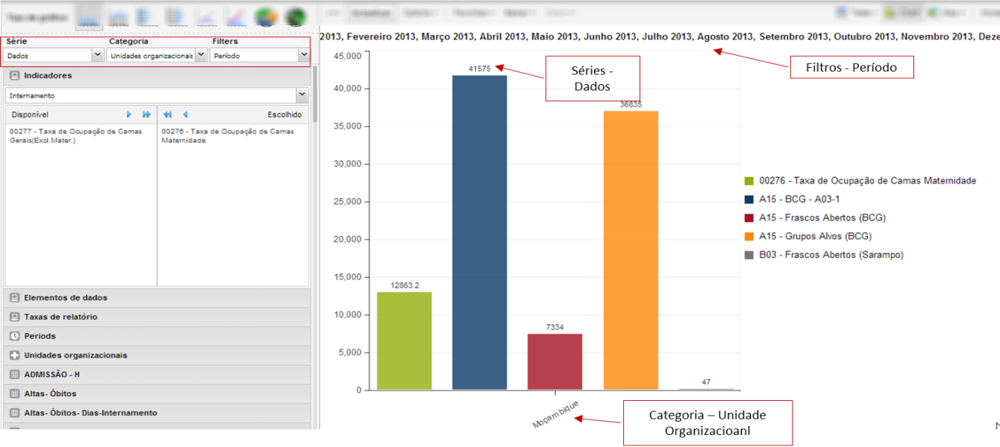 Série Categoria Filters
Dados Unidades organizacionais Período
Indicadores
Internamento
Disponível Escolhido
00277 - Taxa de Ocupação de Camas
Gerais(Excl.Mater.)
00276 - Taxa de Ocupação de Camas
Maternidade
Elementos de dados
Taxas de relatório
Periods
Unidades organizacionais
ADMISSÃO - H
Altas- Óbitos
Altas- Óbitos- Dias-Internamento
2013, Fevereiro 2013, Março 2013, Abril 2013, Maio 2013, Junho 2013, Julho 2013, Agosto 2013, Setembro 2013, Outubro 2013, Novembro 2013, Deze
Séries -
Dados
Filtros - Período
45,000
40,000
35,000
30,000
25,000
20,000
15,000
10,000
5,000
0
12863.2
41575
7334
36835
47
Moçambique
00276 - Taxa de Ocupação de Camas Maternidade
A15 - BCG - A03-1
A15 - Frascos Abertos (BCG)
A15 - Grupos Alvos (BCG)
B03 - Frascos Abertos (Sarampo)
Categoria – Unidade
Organizacioanl